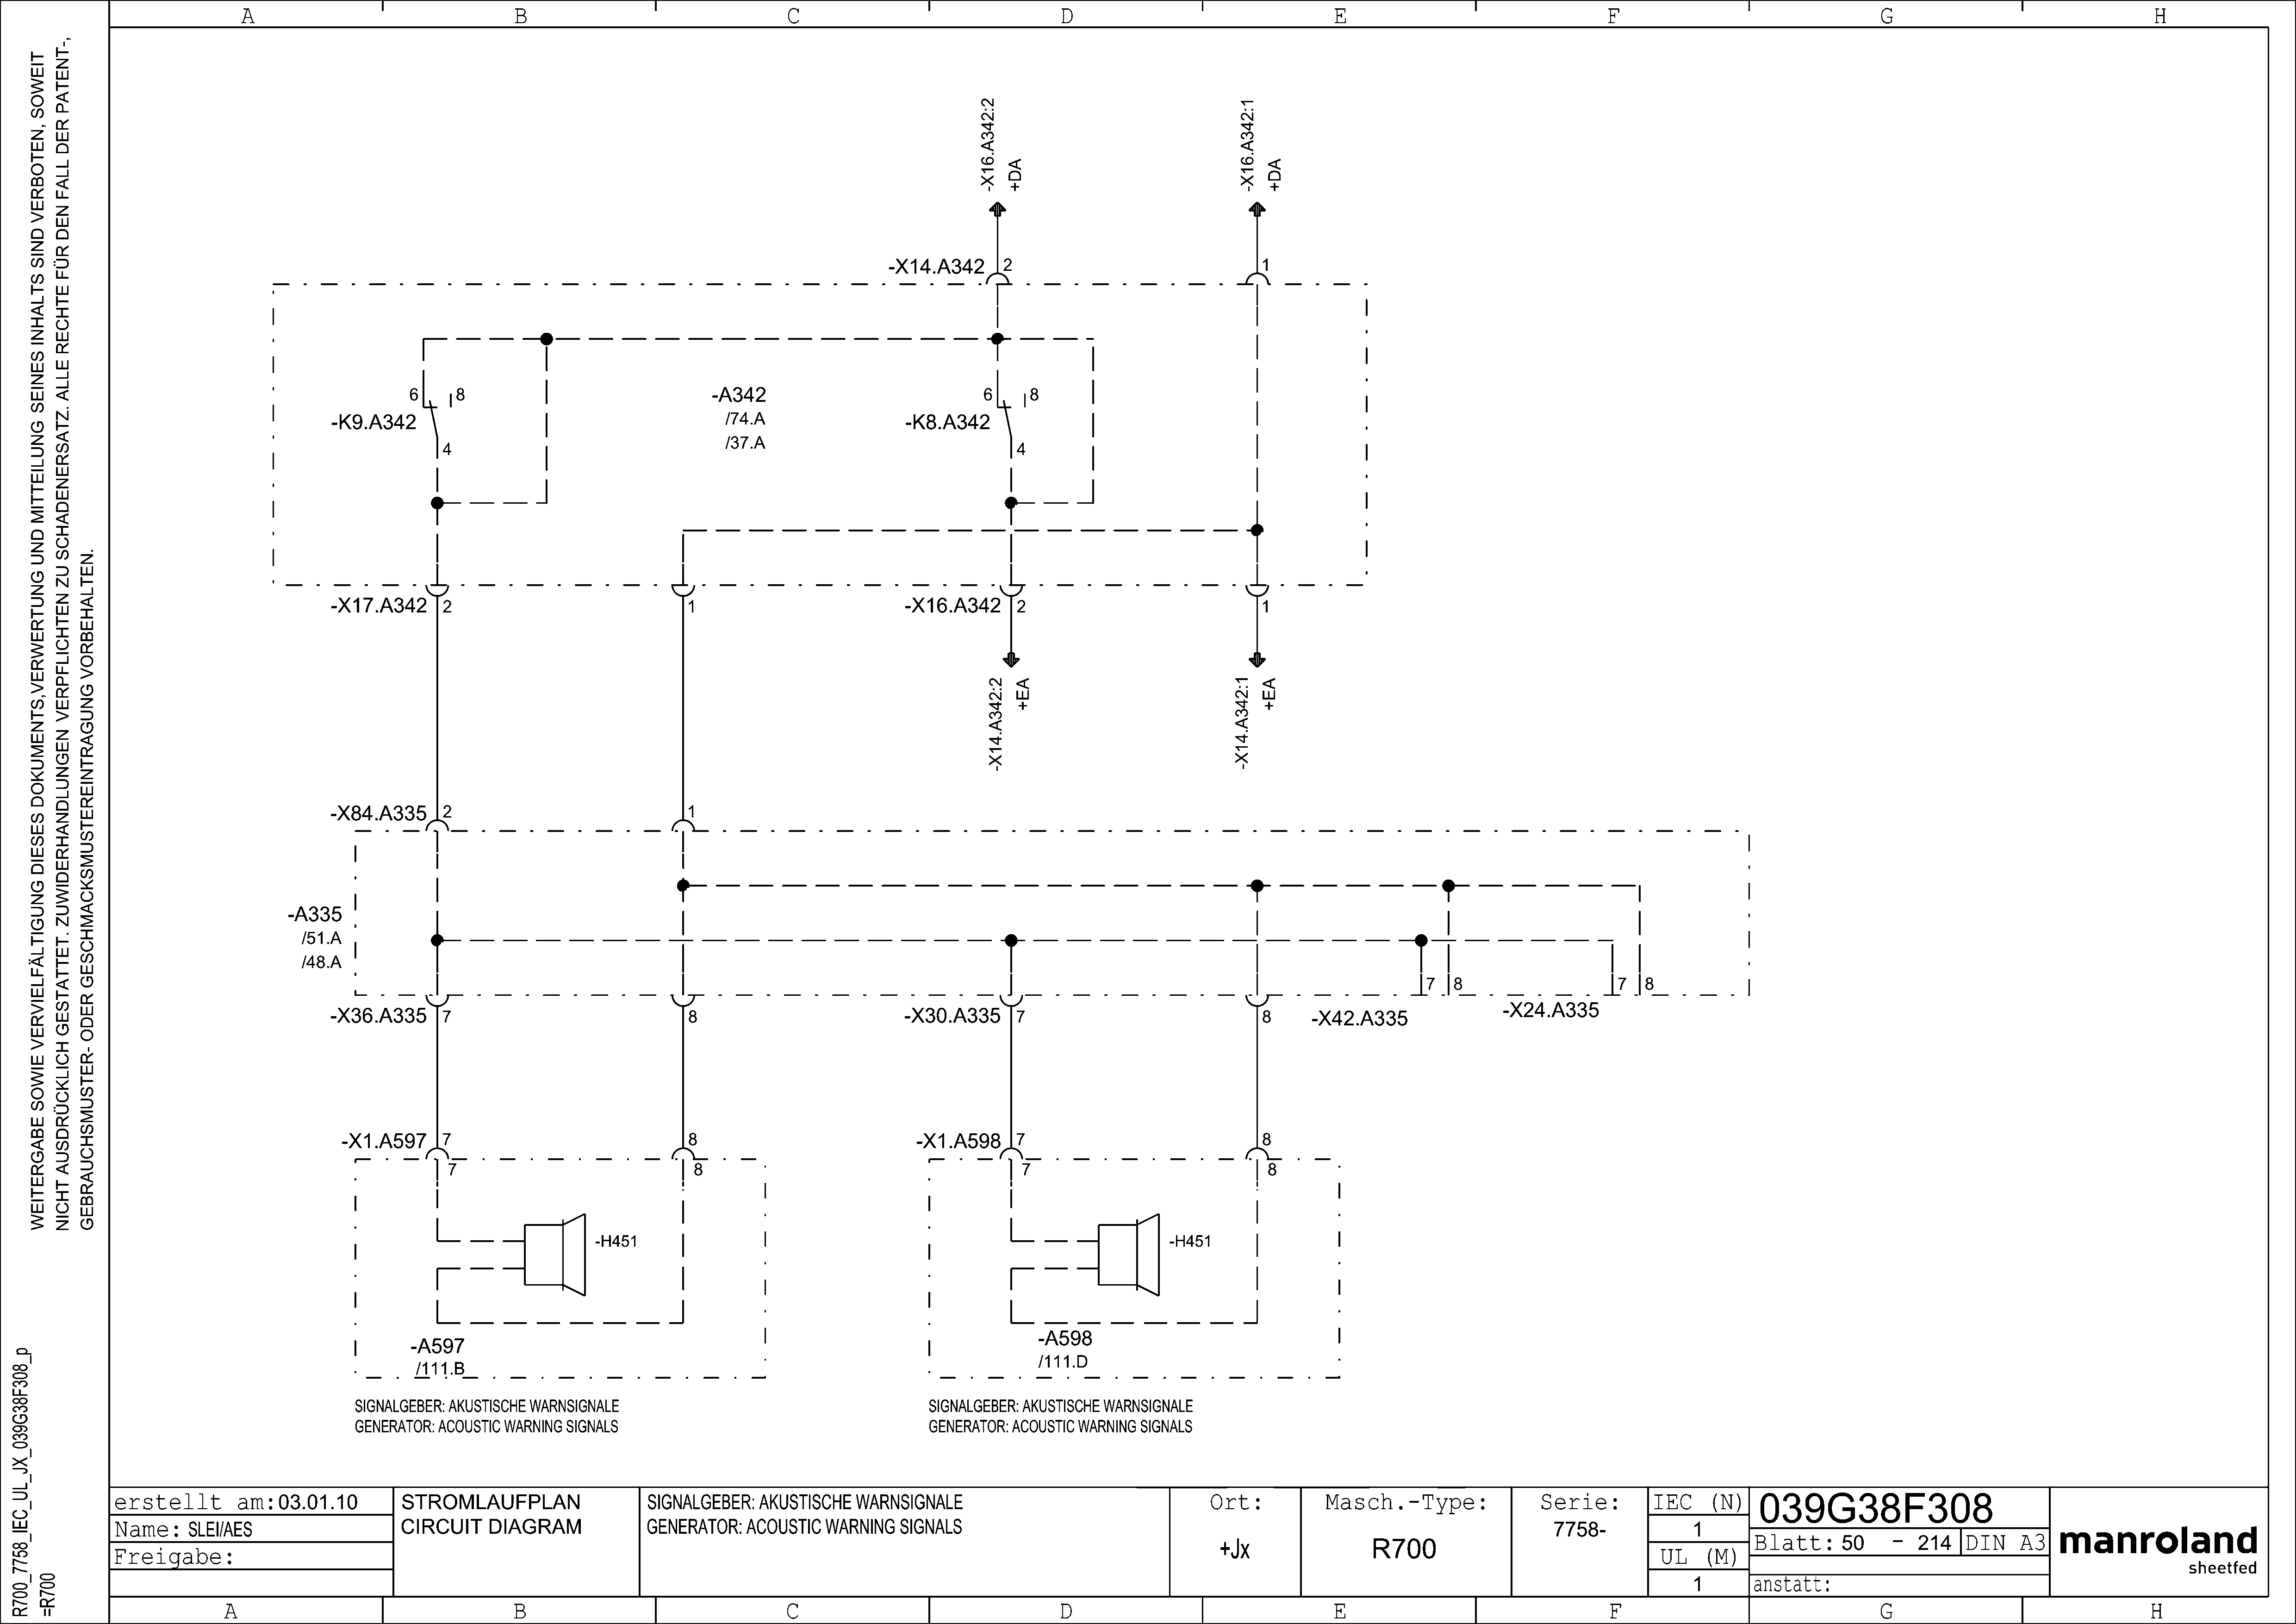 A B C D E F G H
WEITERGABE SOWIE VERVIELFÄLTIGUNG DIESES DOKUMENTS,VERWERTUNG UND MITTEILUNG SEINES INHALTS SIND VERBOTEN, SOWEIT
NICHT AUSDRÜCKLICH GESTATTET. ZUWIDERHANDLUNGEN VERPFLICHTEN ZU SCHADENERSATZ. ALLE RECHTE FÜR DEN FALL DER PATENT-,
GEBRAUCHSMUSTER- ODER GESCHMACKSMUSTEREINTRAGUNG VORBEHALTEN.
R700_7758_IEC_UL_JX_039G38F308_p
=R700
-X16.A342:2
+DA
-X16.A342:1
+DA
-X14.A342 2 1
6 8 -A342 6 8
-K9.A342 /74.A -K8.A342
4 /37.A 4
-X17.A342 2 1 -X16.A342 2 1
-X14.A342:2
+EA
-X14.A342:1
+EA
-X84.A335 2 1
-A335
/51.A
/48.A
7 8 7 8
-X36.A335 7 8 -X30.A335 7 8 -X42.A335 -X24.A335
-X1.A597 7 8 -X1.A598 7 8
7 8 7 8
-H451 -H451
-A597 -A598
/111.B /111.D
SIGNALGEBER: AKUSTISCHE WARNSIGNALE SIGNALGEBER: AKUSTISCHE WARNSIGNALE
GENERATOR: ACOUSTIC WARNING SIGNALS GENERATOR: ACOUSTIC WARNING SIGNALS
erstellt am: 03.01.10
Name: SLEI/AES
Freigabe:
STROMLAUFPLAN
CIRCUIT DIAGRAM
SIGNALGEBER: AKUSTISCHE WARNSIGNALE
GENERATOR: ACOUSTIC WARNING SIGNALS
Ort:
+Jx
Masch.-Type:
R700
Serie:
7758-
IEC (N)
1
UL (M)
1
039G38F308
Blatt: 50 - 214 DIN A3
anstatt:
manroland
sheetfed
A B C D E F G H